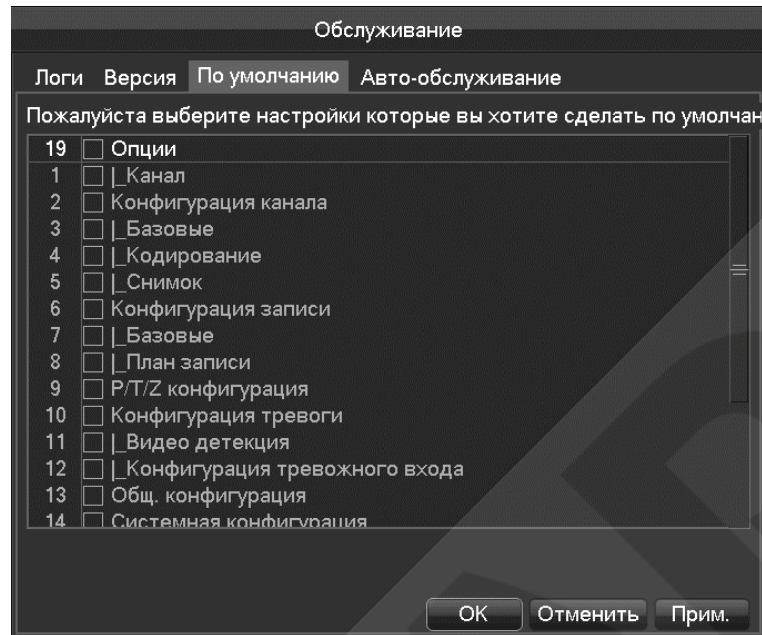 Обслуживание
Логи Версия По умолчанию Авто-обслуживание
Пожалуйста выберите настройки которые вы хотите сделать по умолчан
19 Опции
1 |_Канал
2 Конфигурация канала
3 |_Базовые
4 |_Кодирование
5 |_Снимок
6 Конфигурация записи
7 |_Базовые
8 |_План записи
9 P/T/Z конфигурация
10 Конфигурация тревоги
11 |_Видео детекция
12 |_Конфигурация тревожного входа
13 Общ. конфигурация
14 Системная конфигурация
OK Отменить Прим.